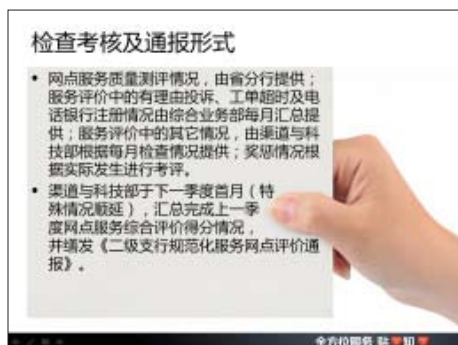 检查考核及通报形式
• 网点服务质量测评情况，由省分行提供；
服务评价中的有理由投诉、工单超时及电
话银行注册情况由综合业务部每月汇总提
供；服务评价中的其它情况，由渠道与科
技部根据每月检查情况提供；奖惩情况根
据实际发生进行考评。
• 渠道与科技部于下一季度首月（特
殊情况顺延），汇总完成上一季
度网点服务综合评价得分情况，
并缮发《二级支行规范化服务网点评价通
报》。
全方位服务 贴❤知❤